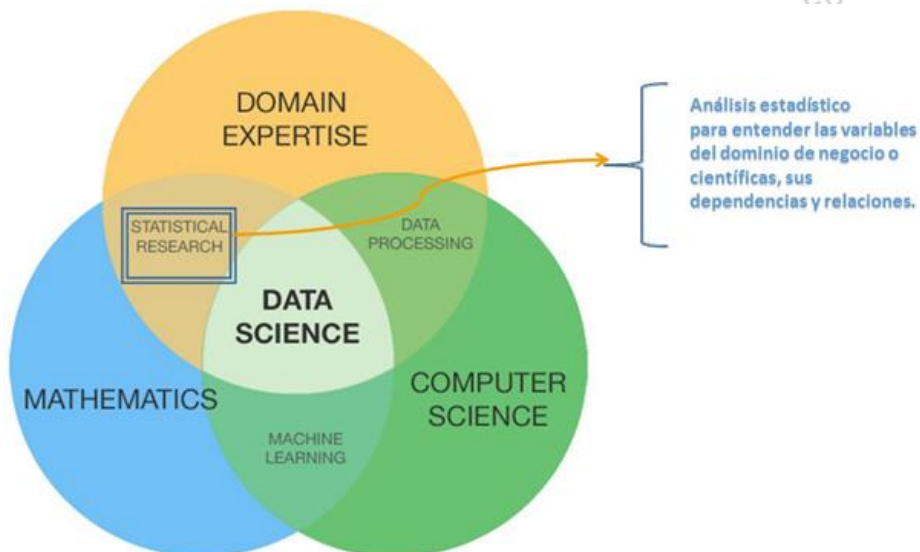 DOMAIN
EXPERTISE
Análisis estadístico
para entender las variables
del dominio de negocio o
científicas, sus
dependencias y relaciones.
STATISTICAL
RESEARCH
DATA
PROCESSING
DATA
SCIENCE
MATHEMATICS
COMPUTER
SCIENCE
MACHINE
LEARNING